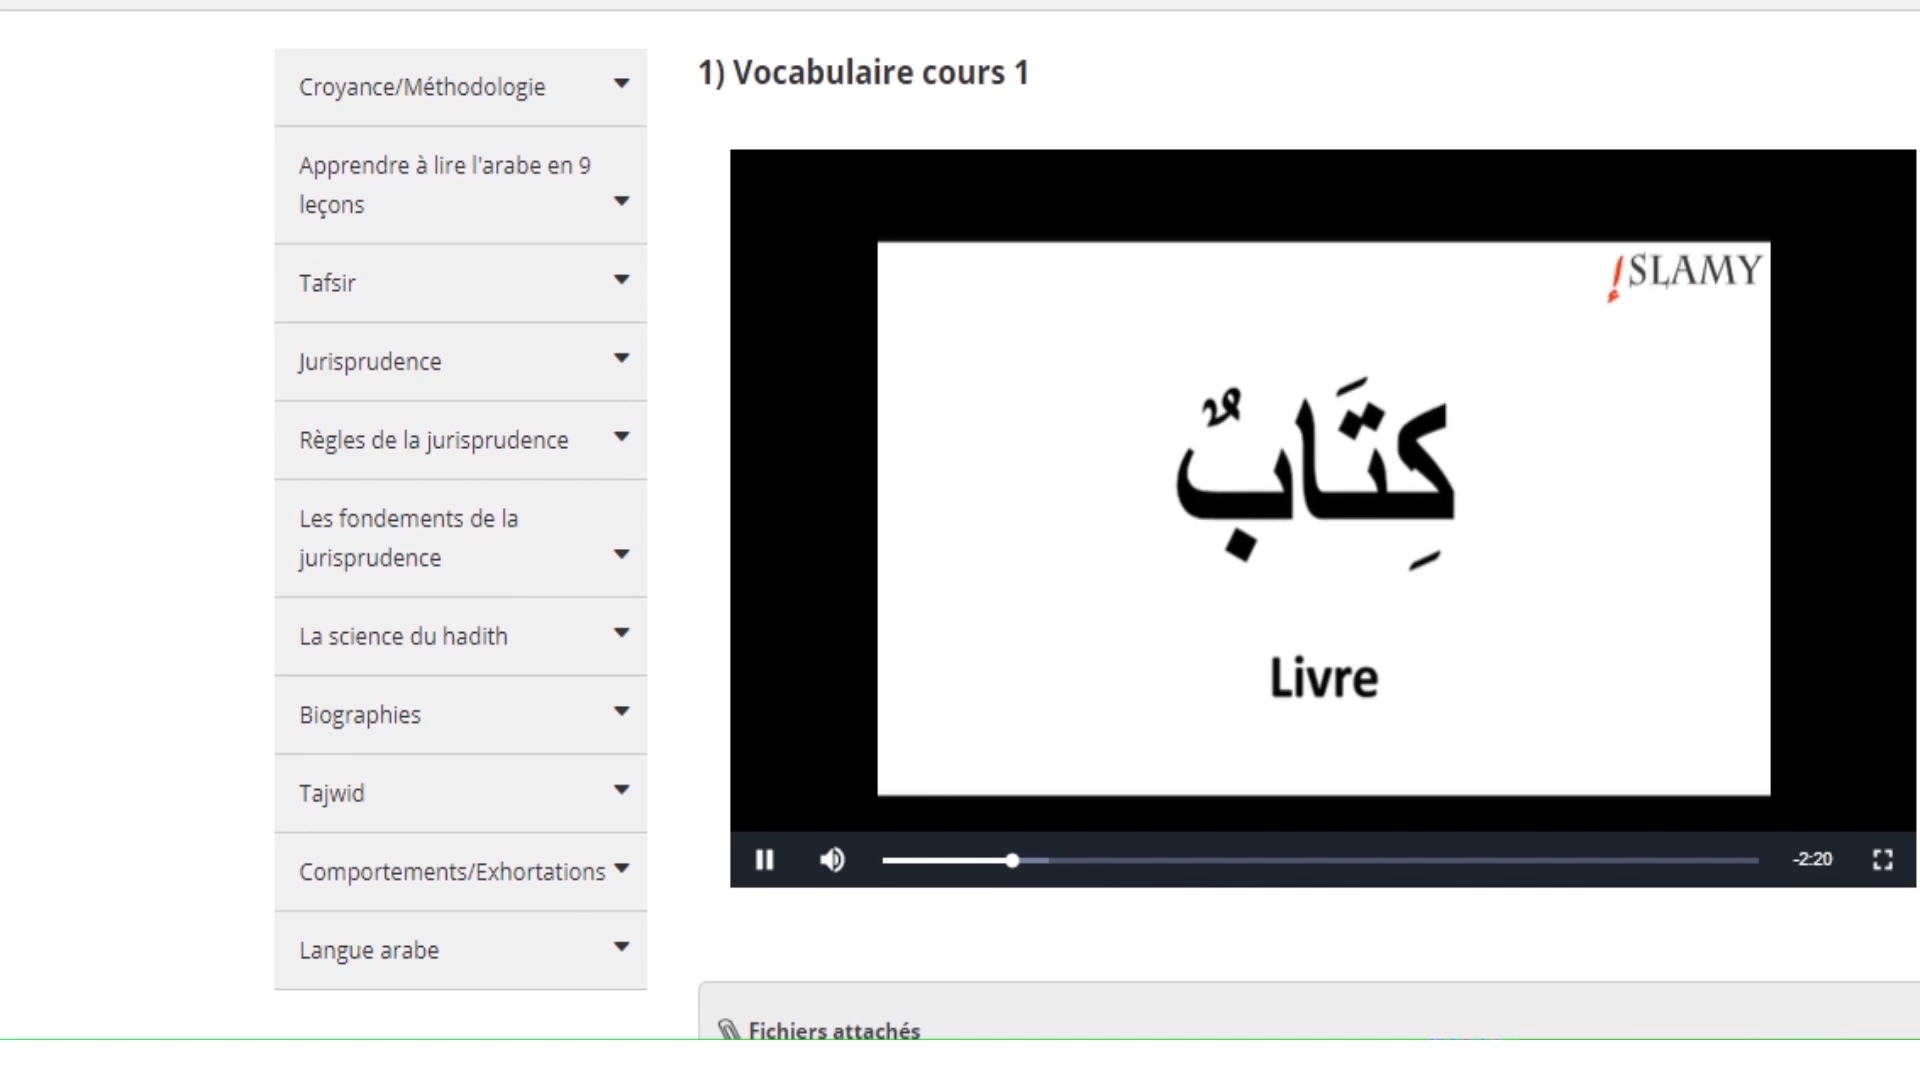 Croyance/Méthodologie
Apprendre à lire l'arabe en 9
leçons
Tafsir
Jurisprudence
Règles de la jurisprudence
Les fondements de la
jurisprudence
La science du hadith
Biographies
Tajwid
Comportements/Exhortations
Langue arabe
1) Vocabulaire cours 1
إSLAMY
كِتَابٌ
Livre
-2:20
Fichiers attachés